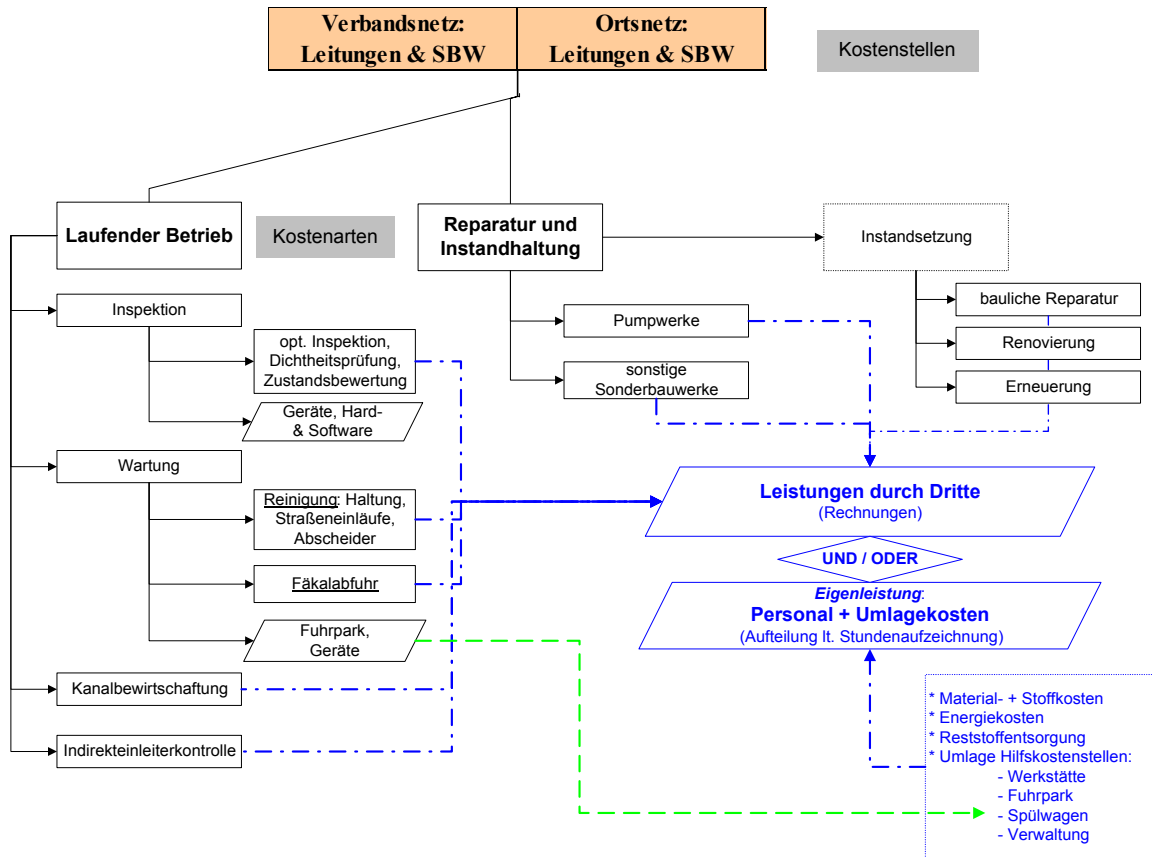 Verbandsnetz:
Leitungen & SBW
Ortsnetz:
Leitungen & SBW
Kostenstellen
Laufender Betrieb
Kostenarten
Reparatur und
Instandhaltung
Instandsetzung
Inspektion
opt. Inspektion,
Dichtheitsprüfung,
Zustandsbewertung
Geräte, Hard-
& Software
Pumpwerke
sonstige
Sonderbauwerke
bauliche Reparatur
Renovierung
Erneuerung
Wartung
Reinigung: Haltung,
Straßeneinläufe,
Abscheider
Fäkalabfuhr
Fuhrpark,
Geräte
Kanalbewirtschaftung
Indirekteinleiterkontrolle
Leistungen durch Dritte
(Rechnungen)
UND / ODER
Eigenleistung:
Personal + Umlagekosten
(Aufteilung lt. Stundenaufzeichnung)
* Material- + Stoffkosten
* Energiekosten
* Reststoffentsorgung
* Umlage Hilfskostenstellen:
- Werkstätte
- Fuhrpark
- Spülwagen
- Verwaltung